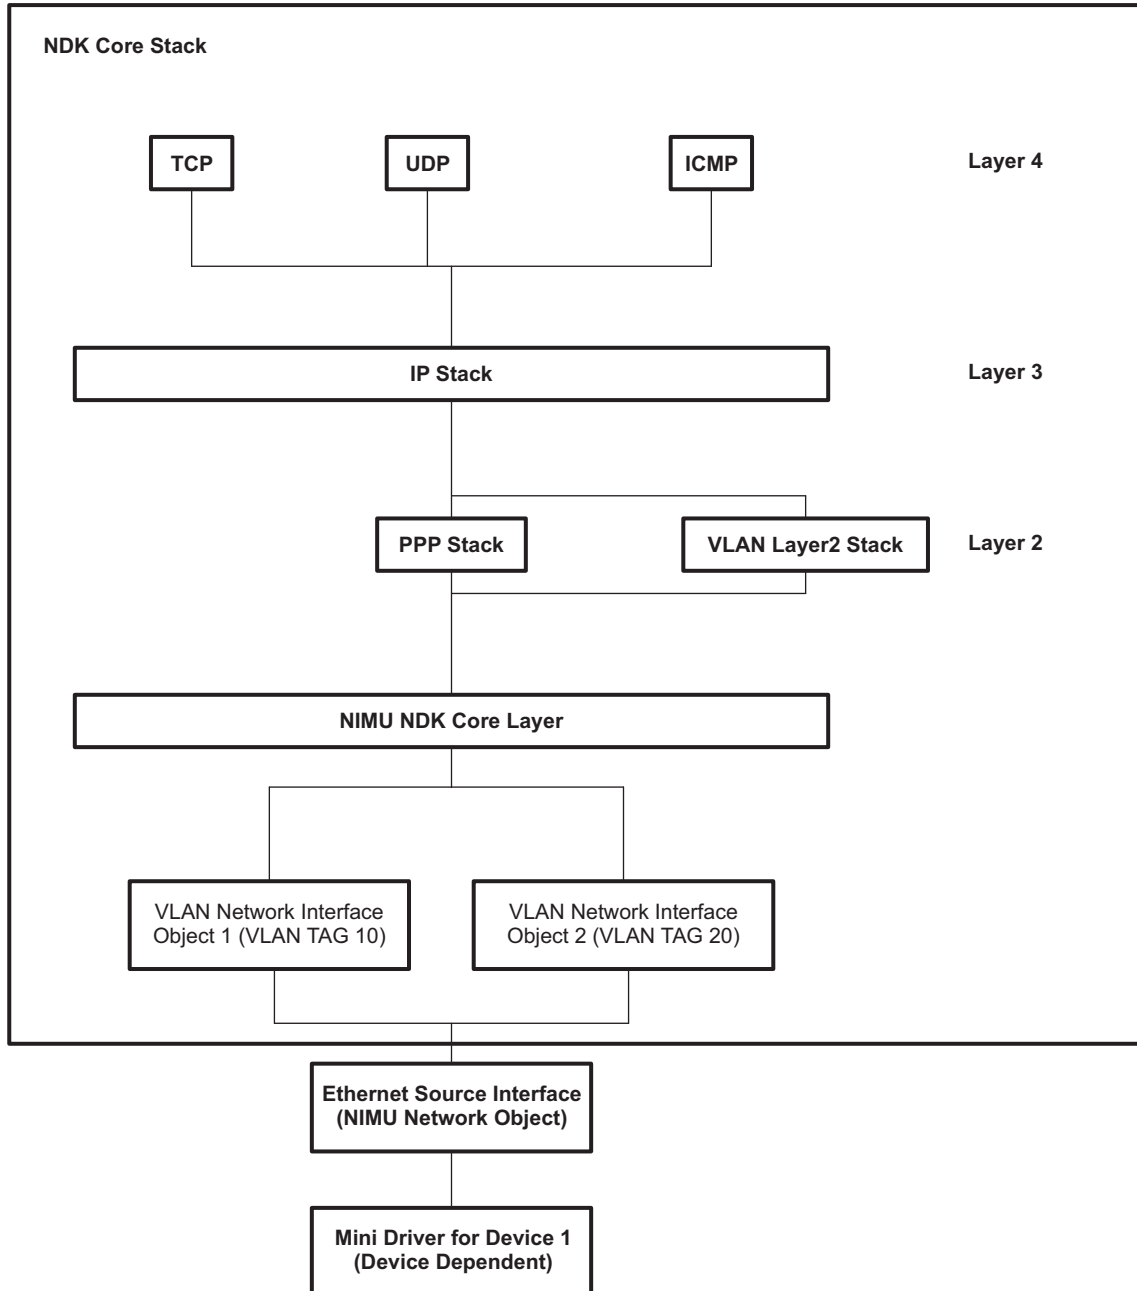 NDK Core Stack
TCP
UDP
ICMP
Layer 4
IP Stack
Layer 3
PPP Stack
VLAN Layer2 Stack
Layer 2
NIMU NDK Core Layer
VLAN Network Interface
Object 1 (VLAN TAG 10)
VLAN Network Interface
Object 2 (VLAN TAG 20)
Ethernet Source Interface
(NIMU Network Object)
Mini Driver for Device 1
(Device Dependent)